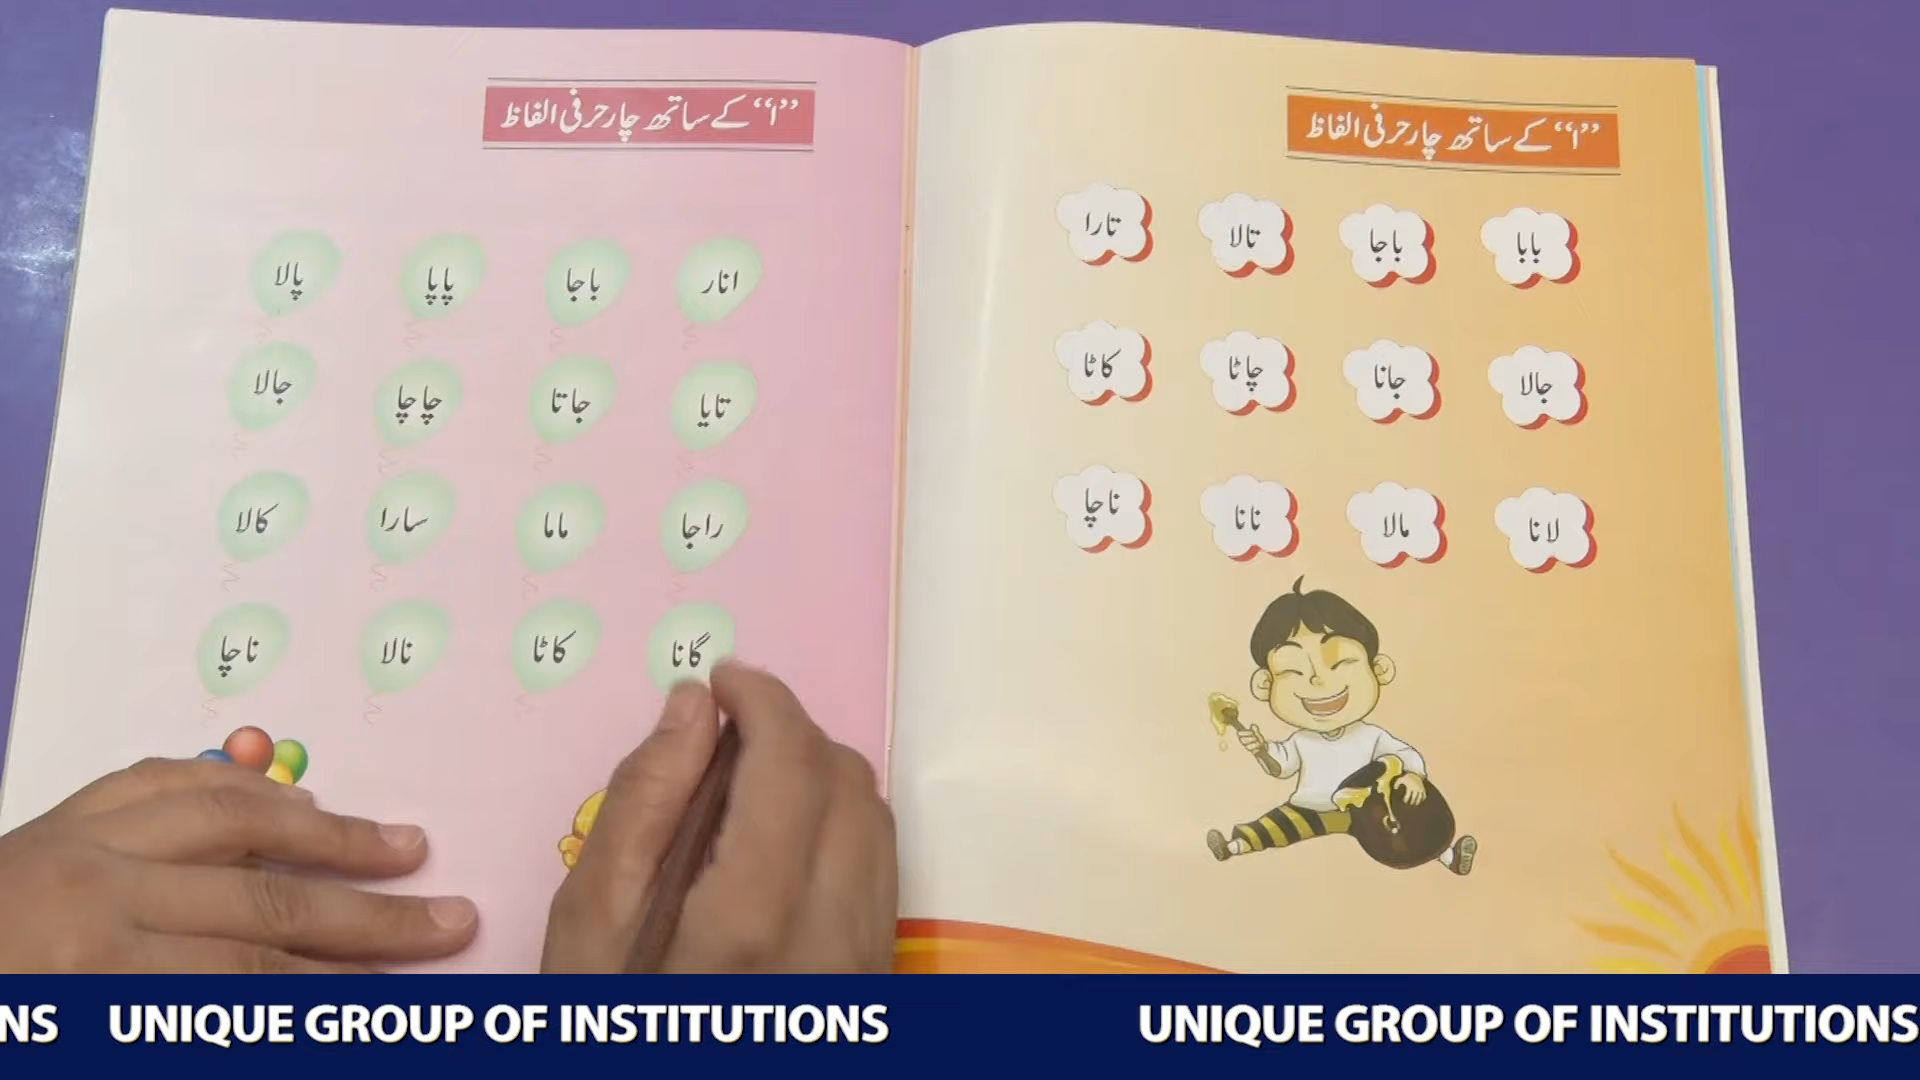 ”ا“ کے ساتھ چار حرفی الفاظ
انار باجا پاپا پالا
تایا جاتا چاچا جالا
راجا ماما سارا کالا
گانا کاٹا نالا ناچا
”ا“ کے ساتھ چار حرفی الفاظ
بابا باجا تالا تارا
جالا جانا چاٹا کاٹا
لانا مالا نانا ناچا
NS UNIQUE GROUP OF INSTITUTIONS UNIQUE GROUP OF INSTITUTIONS